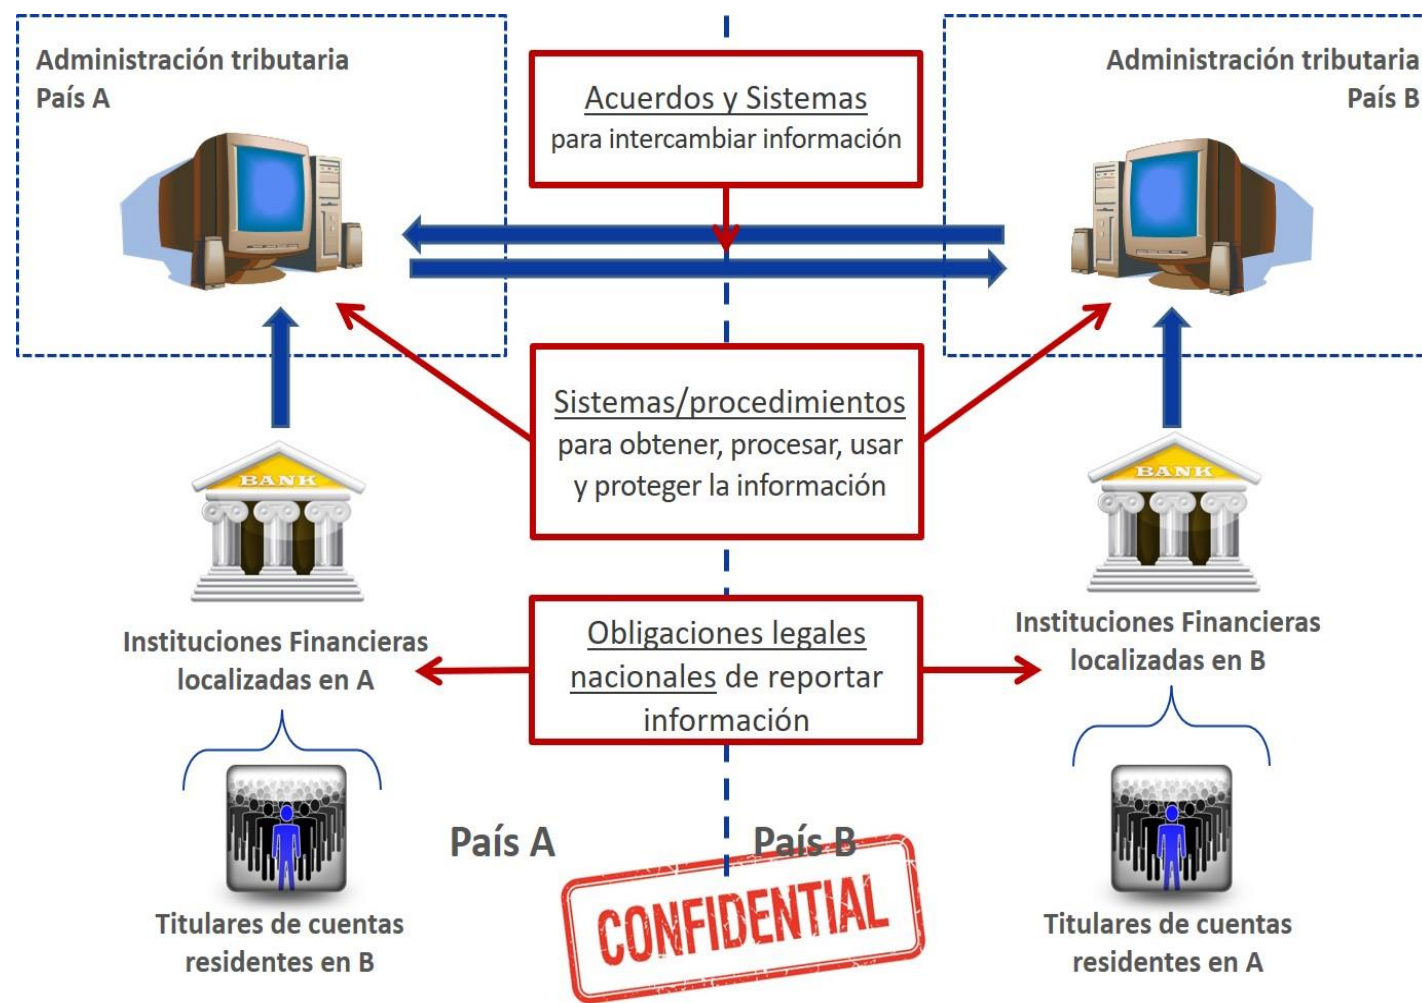 Administración tributaria
País A
Acuerdos y Sistemas
para intercambiar información
Administración tributaria
País B
Sistemas/procedimientos
para obtener, procesar, usar
y proteger la información
BANK
BANK
Instituciones Financieras
localizadas en A
Obligaciones legales
nacionales de reportar
información
Instituciones Financieras
localizadas en B
País A
País B
CONFIDENTIAL
Titulares de cuentas
residentes en B
Titulares de cuentas
residentes en A